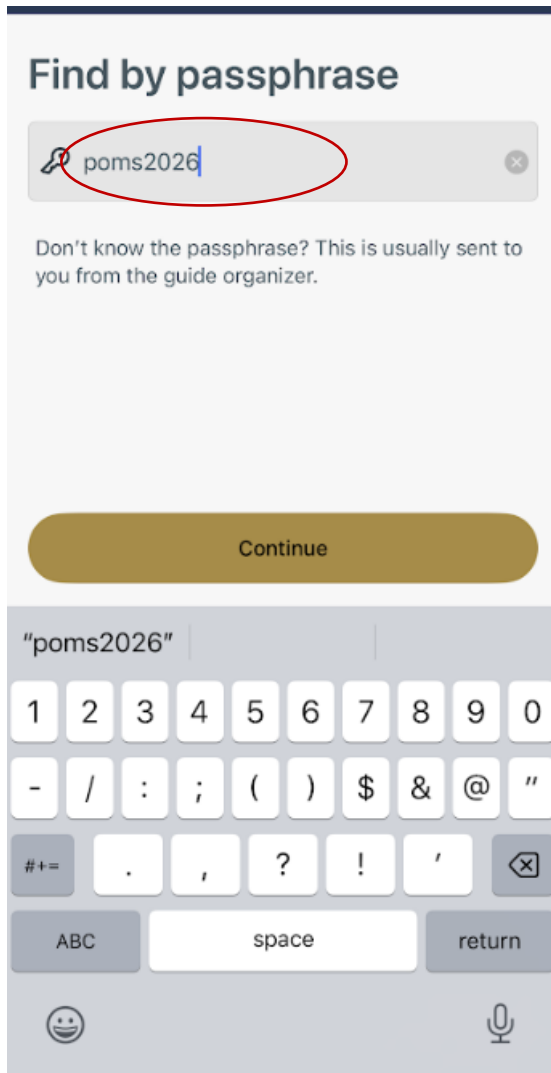 Find by passphrase
poms2026
Don't know the passphrase? This is usually sent to
you from the guide organizer.
Continue
“poms2026”
1 2 3 4 5 6 7 8 9 0
- / : ; ( ) $ & @ "
#+= . , ? ! '
ABC space return